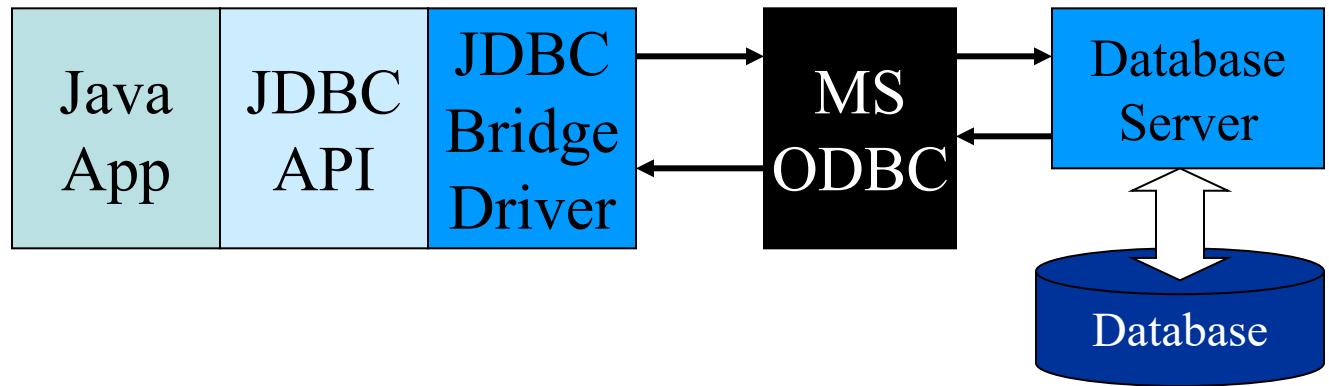 Java
App
JDBC
API
JDBC
Bridge
Driver
MS
ODBC
Database
Server
Database